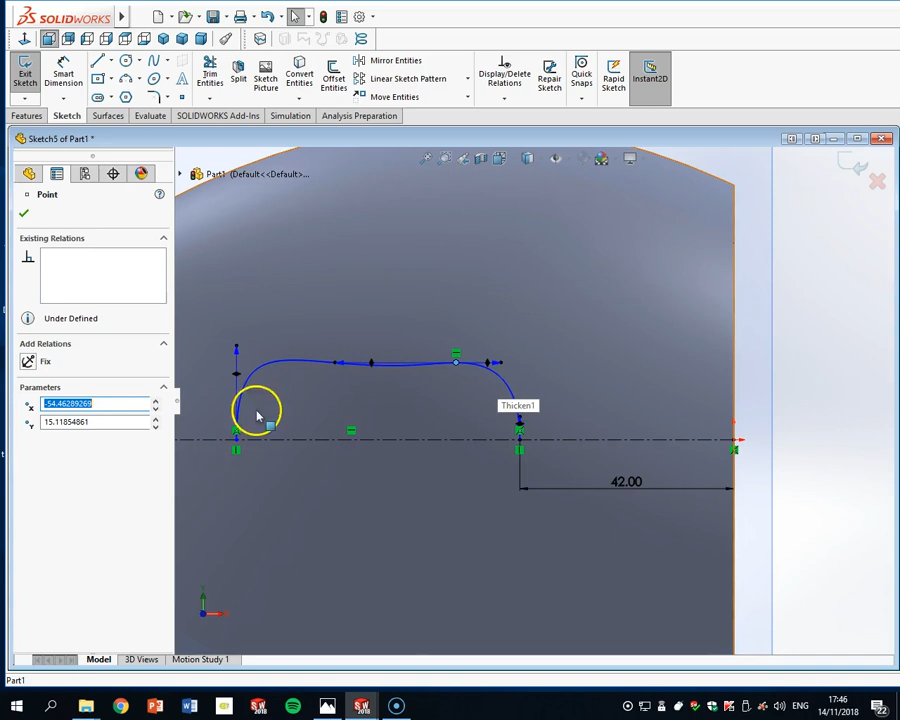 SOLIDWORKS
Exit Sketch
Smart Dimension
Trim Entities
Split
Sketch Picture
Convert Entities
Offset Entities
Mirror Entities
Linear Sketch Pattern
Move Entities
Display/Delete Relations
Repair Sketch
Quick Snaps
Rapid Sketch
Instant2D
Features
Sketch
Surfaces
Evaluate
SOLIDWORKS Add-Ins
Simulation
Analysis Preparation
Sketch5 of Part1 *
Part1 (Default<<Default>...
Point
Existing Relations
Under Defined
Add Relations
Fix
Parameters
-54.46289269
15.11854861
Thicken1
42.00
Model
3D Views
Motion Study 1
Part1
17:46
14/11/2018
22